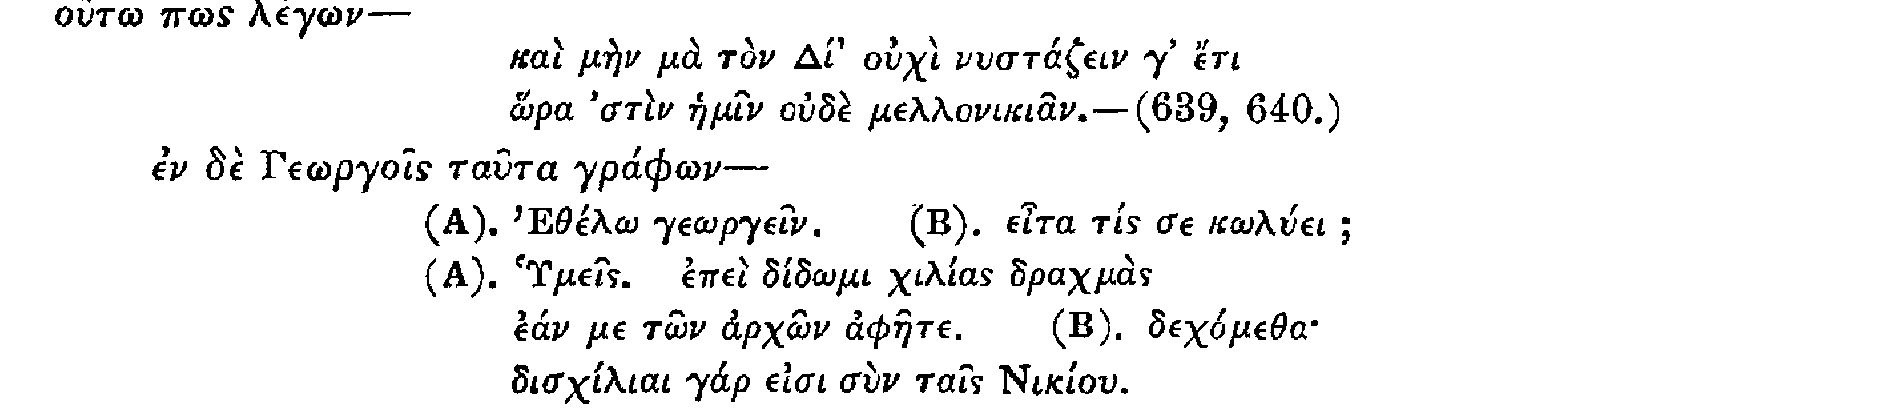 οὕτω πως λέγων—
καὶ μὴν μὰ τὸν Δί' οὐχὶ νυστάζειν γ' ἔτι
ὥρα 'στὶν ἡμῖν οὐδὲ μελλονικιᾶν.—(639, 640.)
ἐν δὲ Γεωργοῖς ταῦτα γράφων—
(Α). Ἐθέλω γεωργεῖν. (Β). εἶτα τίς σε κωλύει ;
(Α). Ὑμεῖς. ἐπεὶ δίδωμι χιλίας δραχμὰς
ἐάν με τῶν ἀρχῶν ἀφῆτε. (Β). δεχόμεθα·
δισχίλιαι γάρ εἰσι σὺν ταῖς Νικίου.